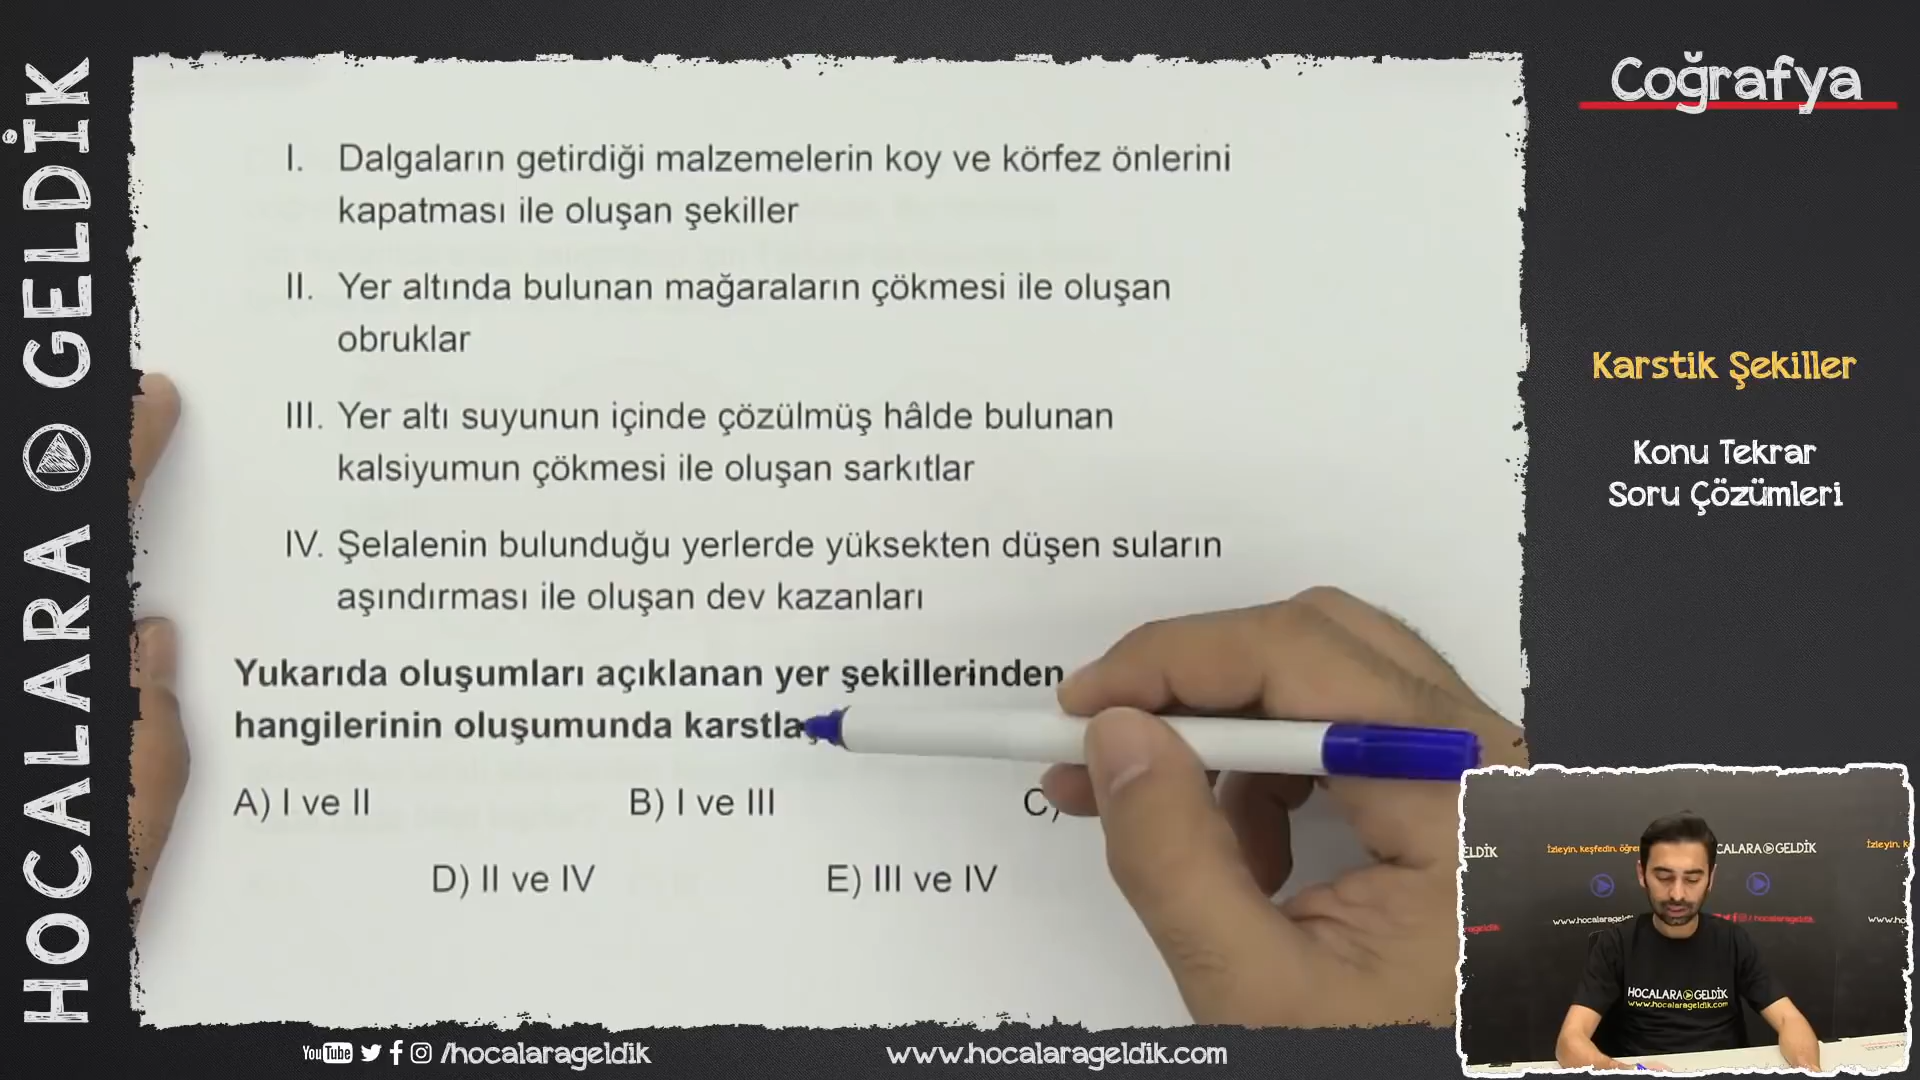 HOCALARA GELDİK
Coğrafya
I. Dalgaların getirdiği malzemelerin koy ve körfez önlerini
kapatması ile oluşan şekiller
II. Yer altında bulunan mağaraların çökmesi ile oluşan
obruklar
III. Yer altı suyunun içinde çözülmüş hâlde bulunan
kalsiyumun çökmesi ile oluşan sarkıtlar
IV. Şelalenin bulunduğu yerlerde yüksekten düşen suların
aşındırması ile oluşan dev kazanları
Yukarıda oluşumları açıklanan yer şekillerinden
hangilerinin oluşumunda
A) I ve II B) I ve III C)
D) II ve IV E) III ve IV
Karstik Şekiller
Konu Tekrar
Soru Çözümleri
İzleyin, keşfedin,
GELDİK
HOCALARA GELDİK
www.hocalarageldik.com
YouTube /hocalarageldik
www.hocalarageldik.com